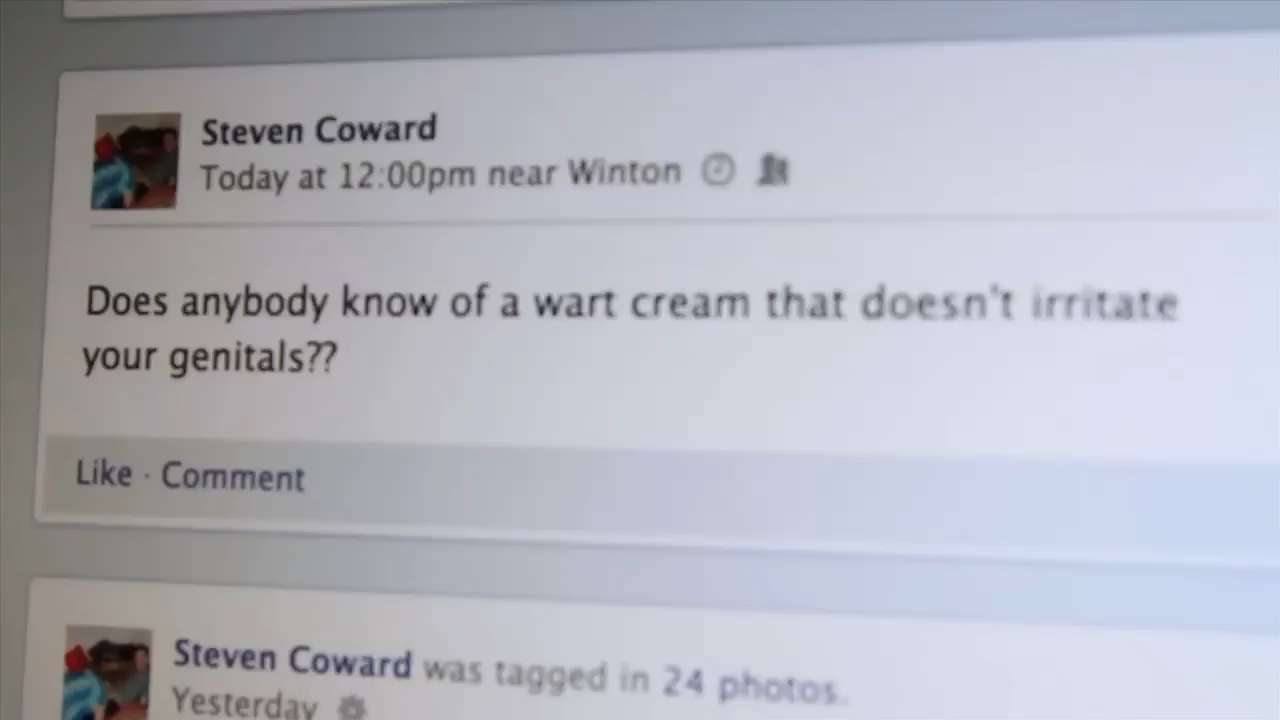 Steven Coward
Today at 12:00pm near Winton
Does anybody know of a wart cream that doesn't irritate
your genitals??
Like · Comment
Steven Coward was tagged in 24 photos.
Yesterday